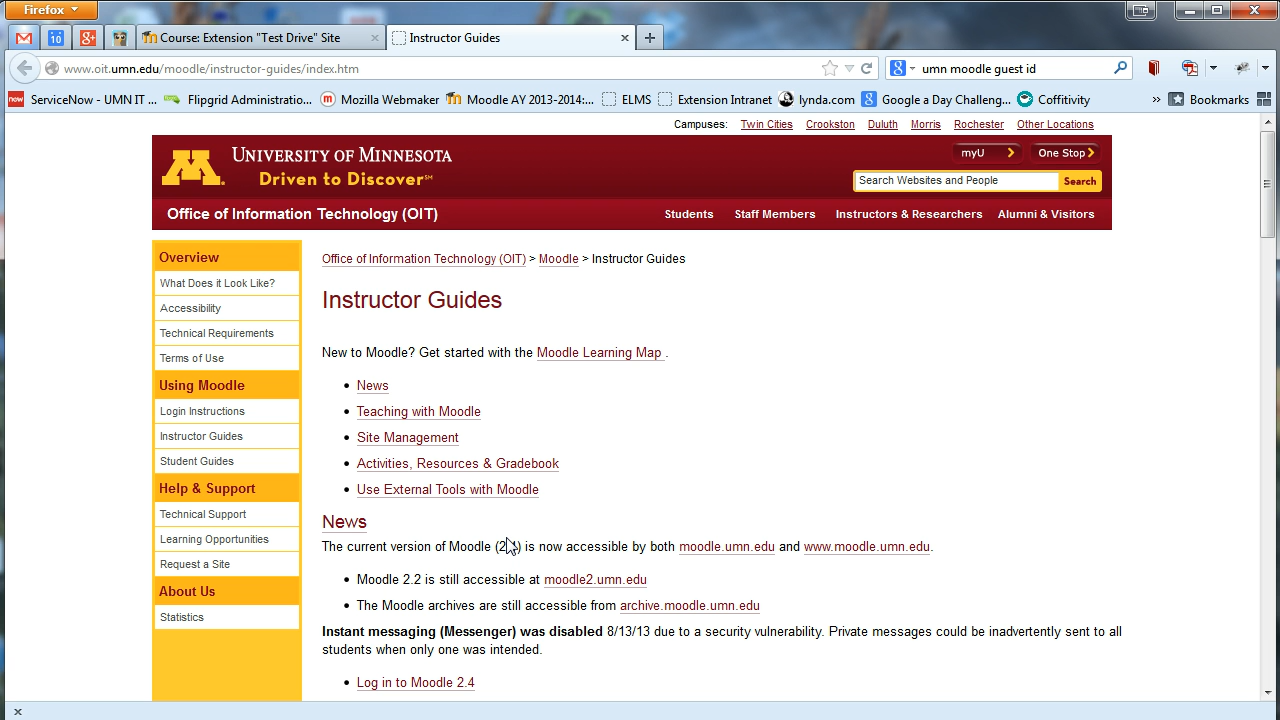 Firefox
Course: Extension "Test Drive" Site
Instructor Guides
www.oit.umn.edu/moodle/instructor-guides/index.htm
umn moodle guest id
ServiceNow - UMN IT ...
Flipgrid Administratio...
Mozilla Webmaker
Moodle AY 2013-2014:...
ELMS
Extension Intranet
lynda.com
Google a Day Challeng...
Coffitivity
»
Bookmarks
Campuses: Twin Cities Crookston Duluth Morris Rochester Other Locations
UNIVERSITY OF MINNESOTA
Driven to Discover℠
myU
One Stop
Search Websites and People
Search
Office of Information Technology (OIT)
Students
Staff Members
Instructors & Researchers
Alumni & Visitors
Overview
What Does it Look Like?
Accessibility
Technical Requirements
Terms of Use
Using Moodle
Login Instructions
Instructor Guides
Student Guides
Help & Support
Technical Support
Learning Opportunities
Request a Site
About Us
Statistics
Office of Information Technology (OIT) > Moodle > Instructor Guides
Instructor Guides
New to Moodle? Get started with the Moodle Learning Map .
• News
• Teaching with Moodle
• Site Management
• Activities, Resources & Gradebook
• Use External Tools with Moodle
News
The current version of Moodle is now accessible by both moodle.umn.edu and www.moodle.umn.edu.
• Moodle 2.2 is still accessible at moodle2.umn.edu
• The Moodle archives are still accessible from archive.moodle.umn.edu
Instant messaging (Messenger) was disabled 8/13/13 due to a security vulnerability. Private messages could be inadvertently sent to all
students when only one was intended.
• Log in to Moodle 2.4